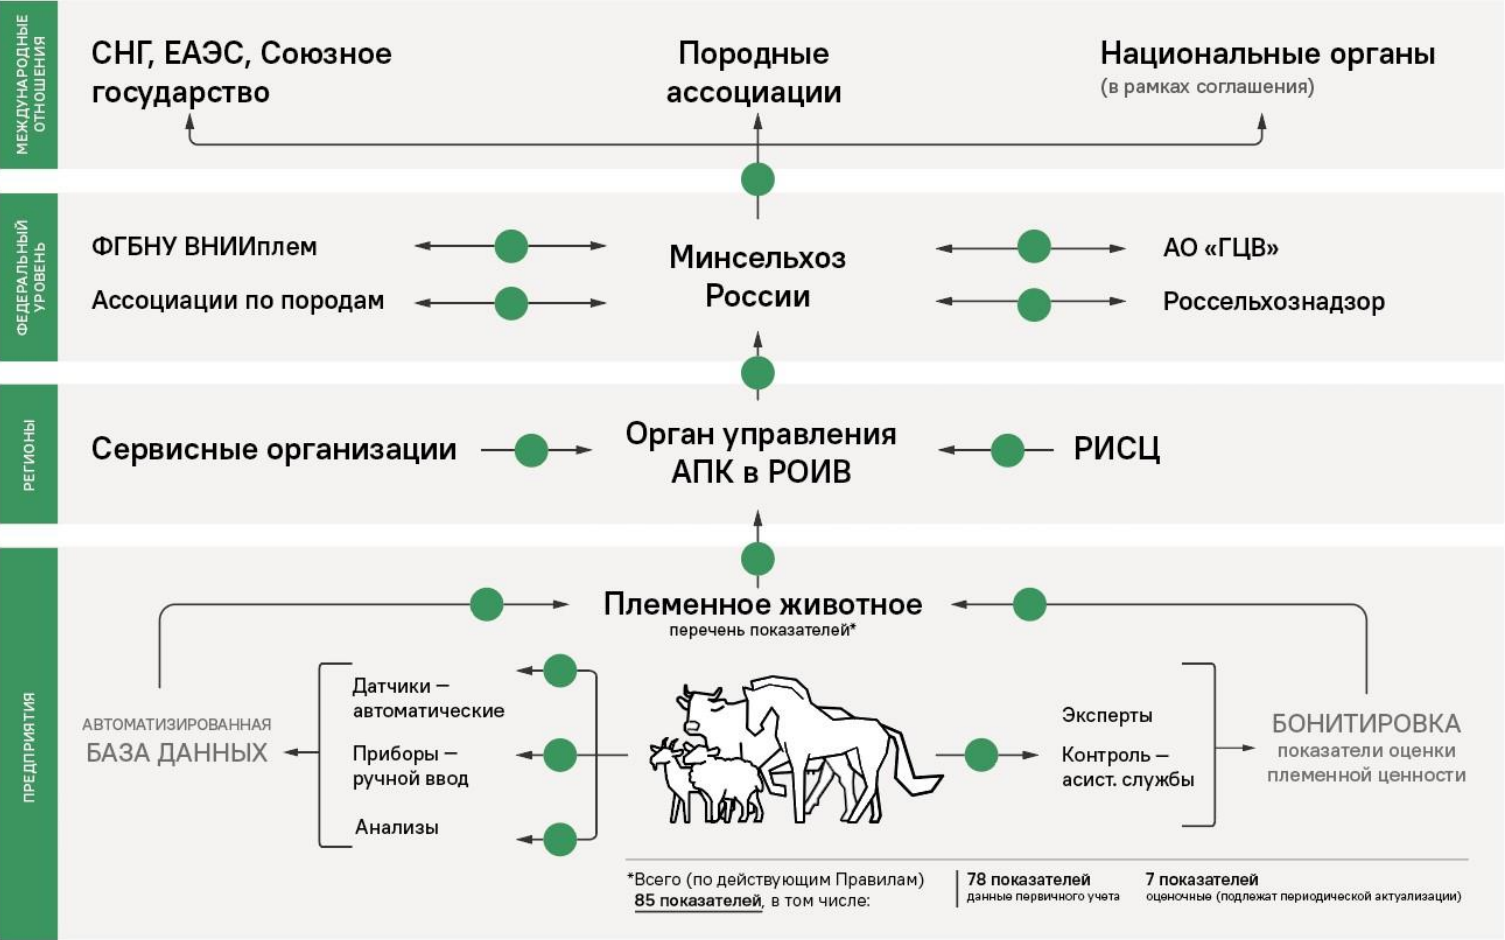 МЕЖДУНАРОДНЫЕ
ОТНОШЕНИЯ
СНГ, ЕАЭС, Союзное
государство
Породные
ассоциации
Национальные органы
(в рамках соглашения)
ФЕДЕРАЛЬНЫЙ
УРОВЕНЬ
ФГБНУ ВНИИплем
Ассоциации по породам
Минсельхоз
России
АО «ГЦВ»
Россельхознадзор
РЕГИОНЫ
Сервисные организации
Орган управления
АПК в РОИВ
РИСЦ
ПРЕДПРИЯТИЯ
Племенное животное
перечень показателей*
АВТОМАТИЗИРОВАННАЯ
БАЗА ДАННЫХ
Датчики —
автоматические
Приборы —
ручной ввод
Анализы
Эксперты
Контроль —
асист. службы
БОНИТИРОВКА
показатели оценки
племенной ценности
*Всего (по действующим Правилам)
85 показателей, в том числе:
78 показателей
данные первичного учета
7 показателей
оценочные (подлежат периодической актуализации)